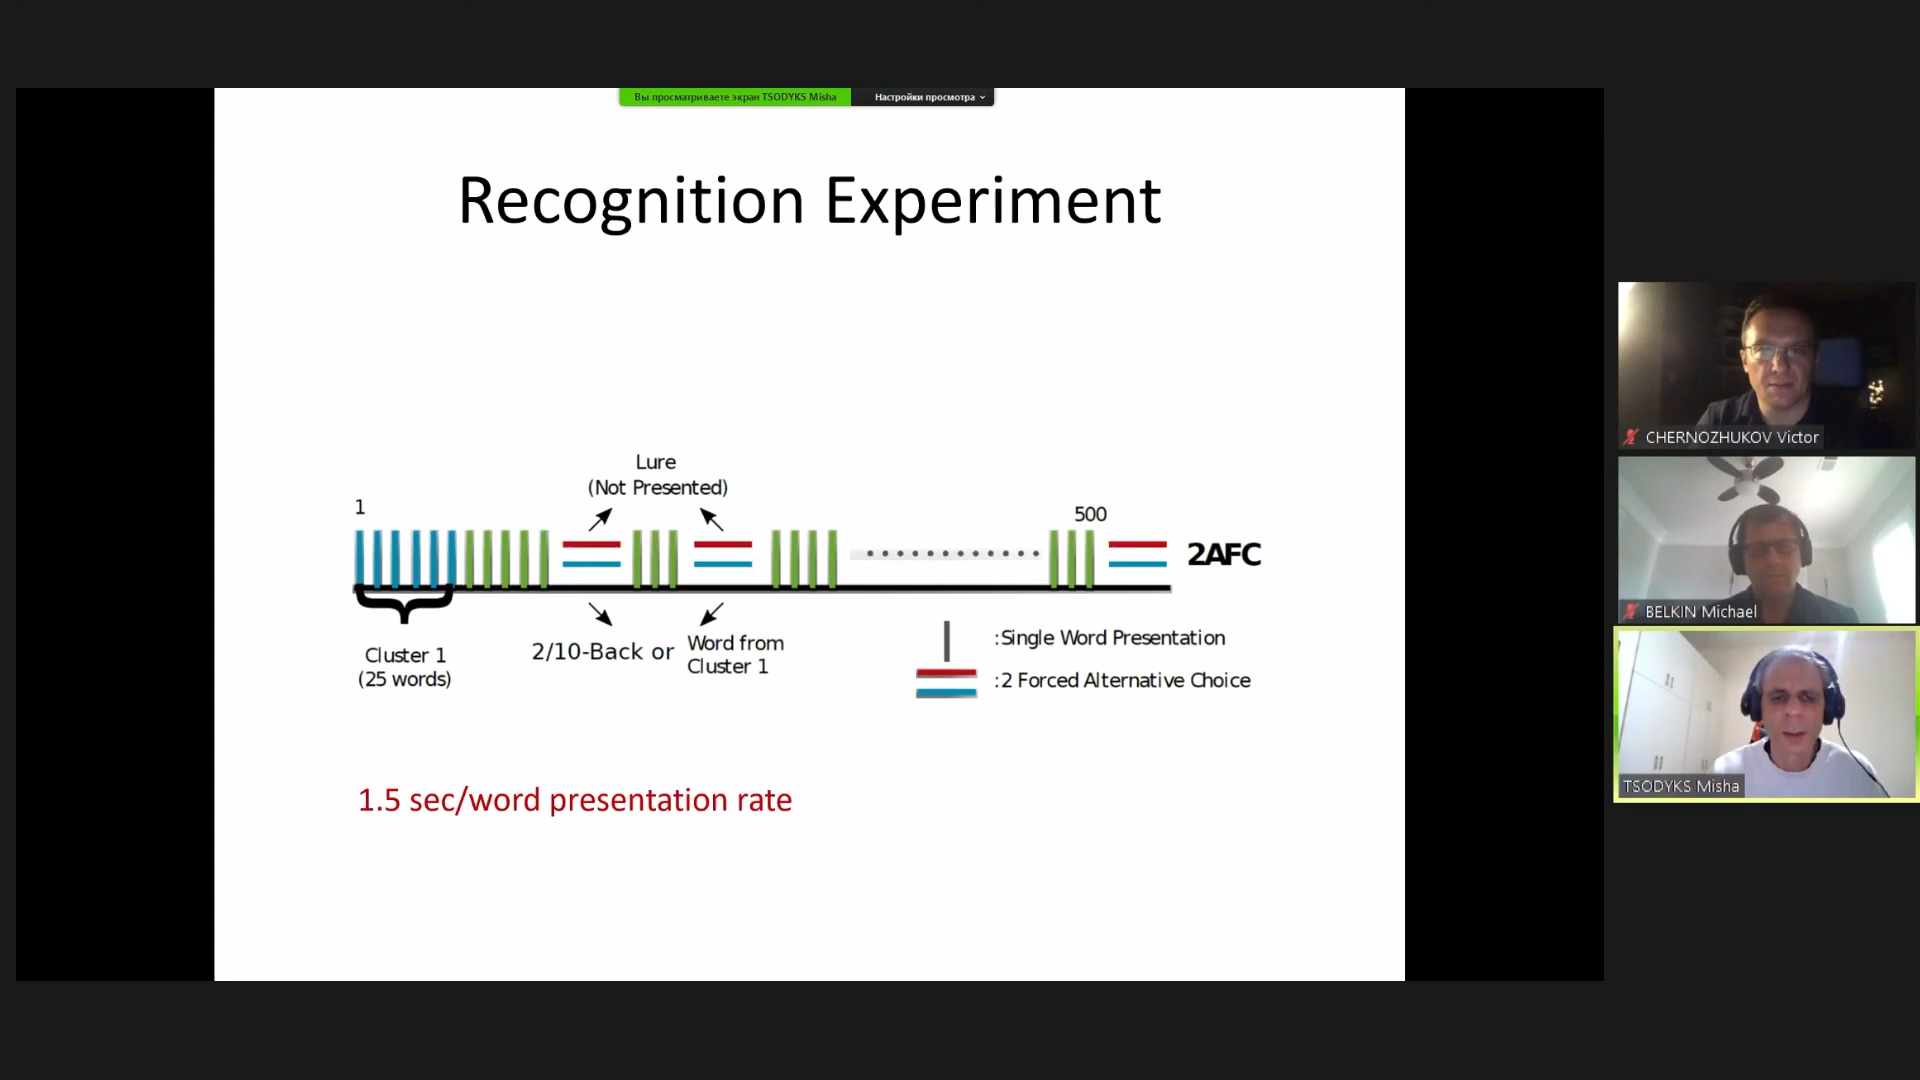 Вы просматриваете экран TSODYKS Misha
Настройки просмотра
Recognition Experiment
Lure
(Not Presented)
1
500
2AFC
Cluster 1
(25 words)
2/10-Back or
Word from
Cluster 1
:Single Word Presentation
:2 Forced Alternative Choice
1.5 sec/word presentation rate
CHERNOZHUKOV Victor
BELKIN Michael
TSODYKS Misha